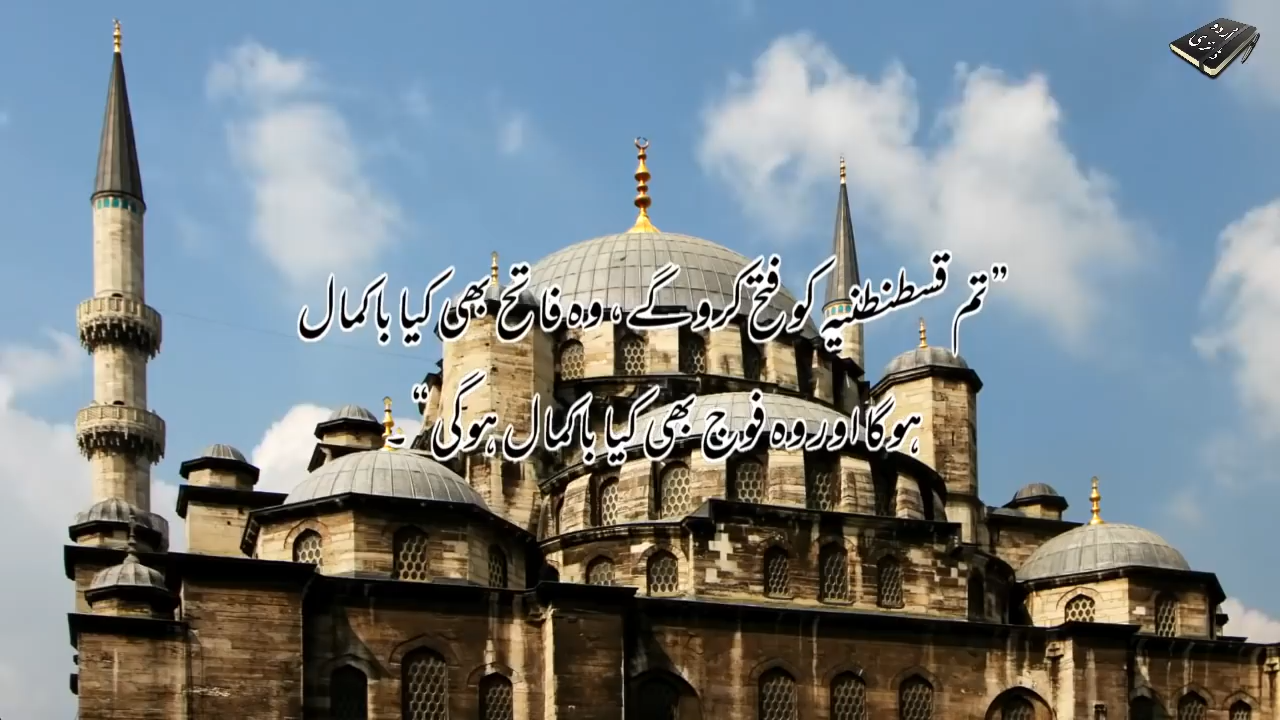 ”تم قسطنطنیہ کو فتح کرو گے ، وہ فاتح بھی کیا باکمال
ہوگا اور وہ فوج بھی کیا باکمال ہوگی “ ۔